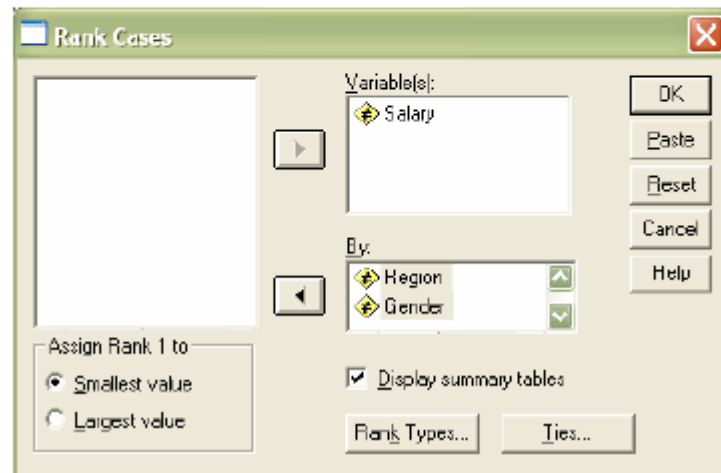 Rank Cases
Variable(s):
Salary
OK
Paste
Reset
Cancel
Help
By:
Region
Gender
Assign Rank 1 to
Smallest value
Largest value
Display summary tables
Rank Types...
Ties...